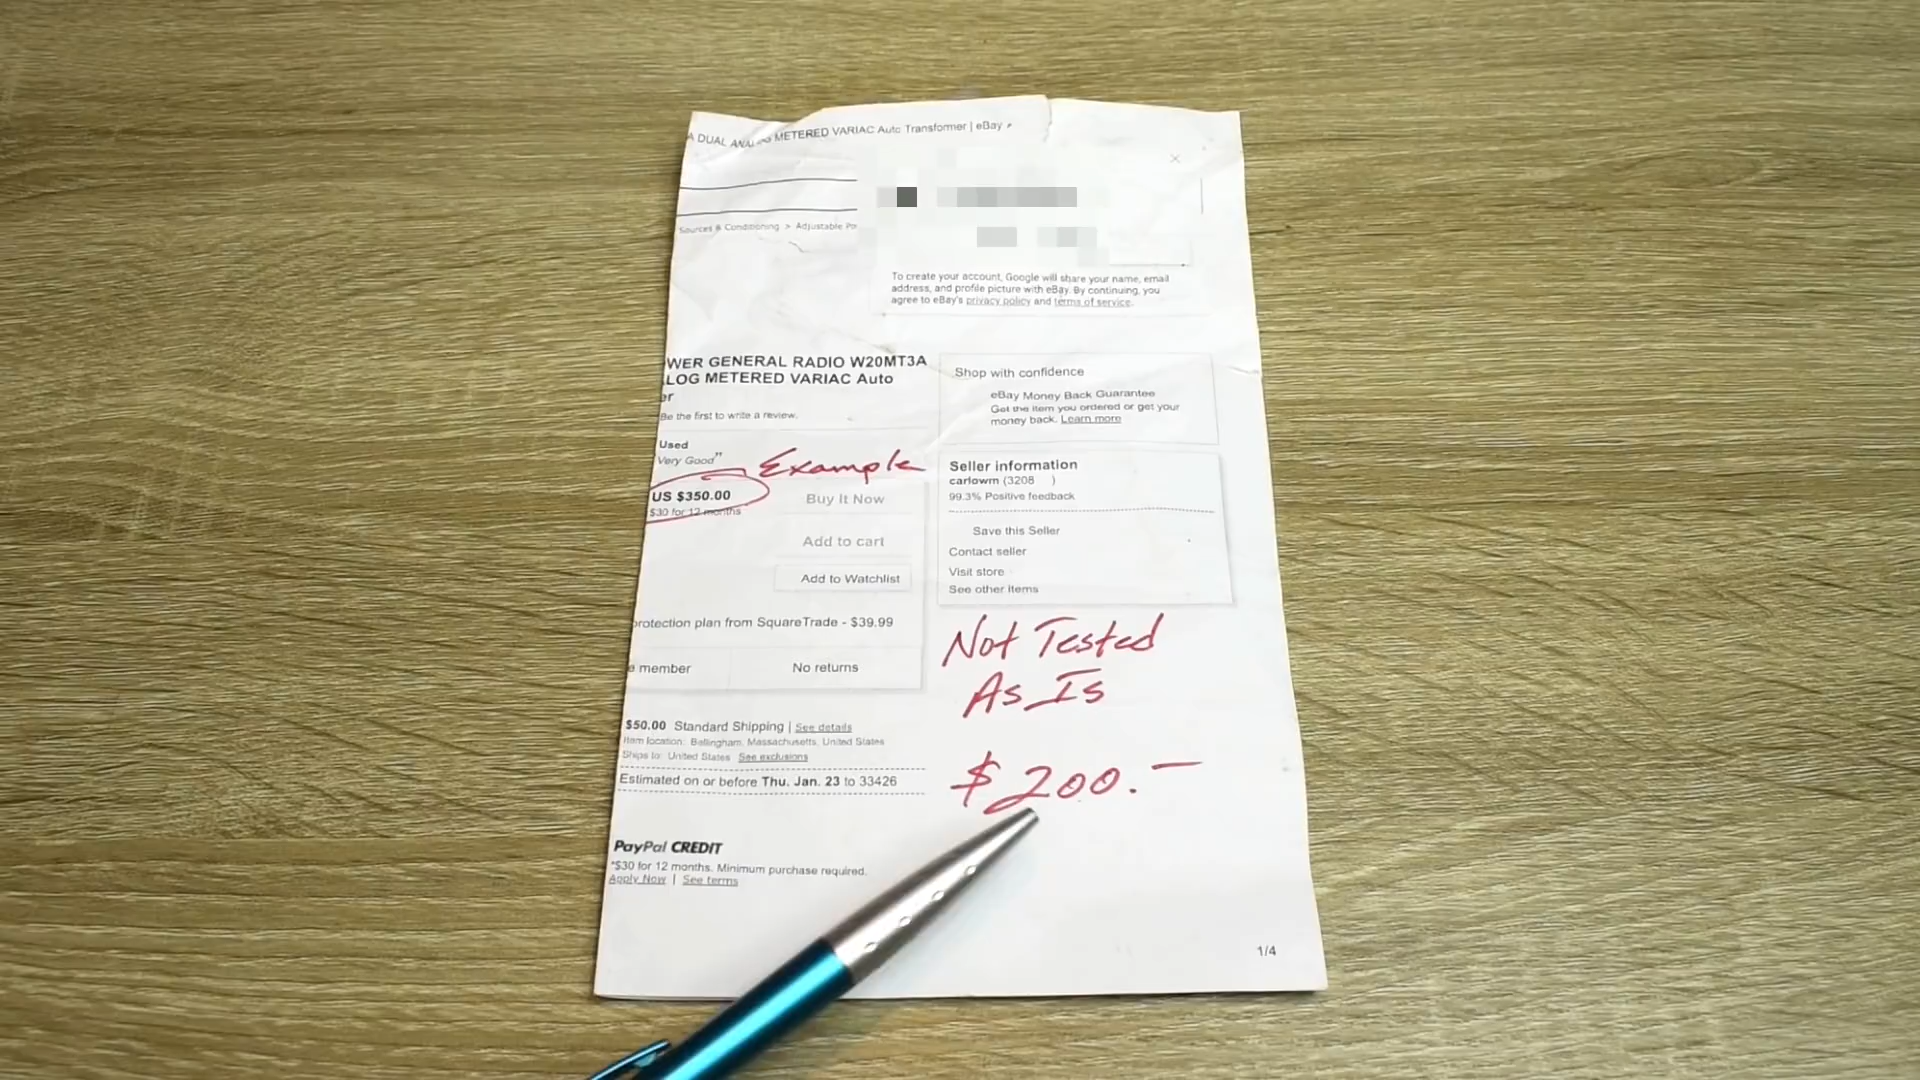 A DUAL ANALOG METERED VARIAC Auto Transformer | eBay
Sources & Conditioning > Adjustable Po
To create your account, Google will share your name, email
address, and profile picture with eBay. By continuing, you
agree to eBay's privacy policy and terms of service.
WER GENERAL RADIO W20MT3A
LOG METERED VARIAC Auto
er
Be the first to write a review.
Used
Very Good"
Example
US $350.00
$30 for 12 months
Buy It Now
Add to cart
Add to Watchlist
protection plan from SquareTrade - $39.99
e member
No returns
$50.00 Standard Shipping | See details
Item location: Bellingham, Massachusetts, United States
Ships to: United States See exclusions
Estimated on or before Thu. Jan. 23 to 33426
PayPal CREDIT
*$30 for 12 months. Minimum purchase required.
Apply Now | See terms
Shop with confidence
eBay Money Back Guarantee
Get the item you ordered or get your
money back. Learn more
Seller information
carlowm (3208 )
99.3% Positive feedback
Save this Seller
Contact seller
Visit store
See other items
Not Tested
As Is
$200.—
1/4